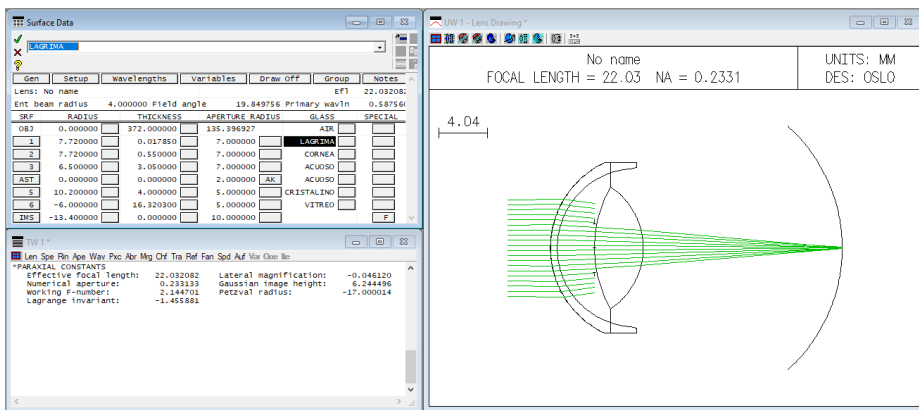 Surface Data
LAGRIMA
Gen Setup Wavelengths Variables Draw Off Group Notes
Lens: No name Efl 22.032082
Ent beam radius 4.000000 Field angle 19.849756 Primary wavln 0.587560
SRF RADIUS THICKNESS APERTURE RADIUS GLASS SPECIAL
OBJ 0.000000 372.000000 135.396927 AIR
1 7.720000 0.017850 7.000000 LAGRIMA
2 7.720000 0.550000 7.000000 CORNEA
3 6.500000 3.050000 7.000000 ACUOSO
AST 0.000000 0.000000 2.000000 AK ACUOSO
5 10.200000 4.000000 5.000000 CRISTALINO
6 -6.000000 16.320300 5.000000 VITREO
IMS -13.400000 0.000000 10.000000 F
TW 1 *
Len Spe Rin Ape Wav Pxc Abr Mrg Chf Tra Ref Fan Spd Auf Var Ope Ite
*PARAXIAL CONSTANTS
Effective focal length: 22.032082 Lateral magnification: -0.046120
Numerical aperture: 0.233133 Gaussian image height: 6.244496
Working F-number: 2.144701 Petzval radius: -17.000014
Lagrange invariant: -1.455881
UW 1 - Lens Drawing *
No name
FOCAL LENGTH = 22.03 NA = 0.2331
UNITS: MM
DES: OSLO
4.04